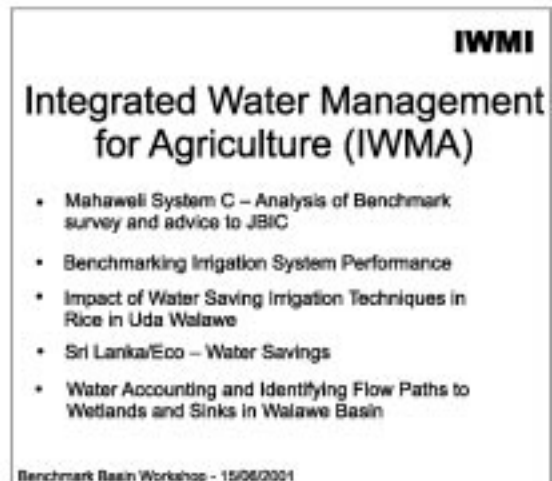 IWMI
Integrated Water Management
for Agriculture (IWMA)
• Mahaweli System C – Analysis of Benchmark
survey and advice to JBIC
• Benchmarking Irrigation System Performance
• Impact of Water Saving Irrigation Techniques in
Rice in Uda Walawe
• Sri Lanka/Eco – Water Savings
• Water Accounting and Identifying Flow Paths to
Wetlands and Sinks in Walawe Basin
Benchmark Basin Workshop - 15/06/2001